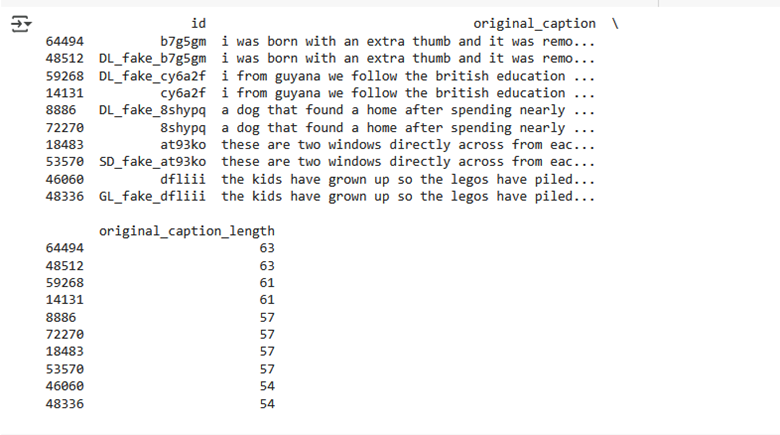 id original_caption \
64494 b7g5gm i was born with an extra thumb and it was remo...
48512 DL_fake_b7g5gm i was born with an extra thumb and it was remo...
59268 DL_fake_cy6a2f i from guyana we follow the british education ...
14131 cy6a2f i from guyana we follow the british education ...
8886 DL_fake_8shypq a dog that found a home after spending nearly ...
72270 8shypq a dog that found a home after spending nearly ...
18483 at93ko these are two windows directly across from eac...
53570 SD_fake_at93ko these are two windows directly across from eac...
46060 dfliii the kids have grown up so the legos have piled...
48336 GL_fake_dfliii the kids have grown up so the legos have piled...
original_caption_length
64494 63
48512 63
59268 61
14131 61
8886 57
72270 57
18483 57
53570 57
46060 54
48336 54